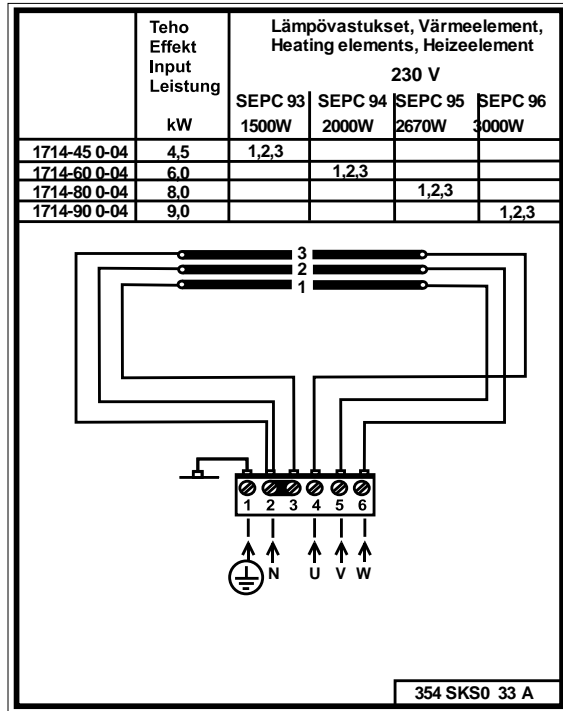 Teho
Effekt
Input
Leistung
kW
Lämpövastukset, Värmeelement,
Heating elements, Heizeelement
230 V
SEPC 93 SEPC 94 SEPC 95 SEPC 96
1500W 2000W 2670W 3000W
1714-45 0-04 4,5 1,2,3
1714-60 0-04 6,0 1,2,3
1714-80 0-04 8,0 1,2,3
1714-90 0-04 9,0 1,2,3
3
2
1
1 2 3 4 5 6
N U V W
354 SKS0 33 A